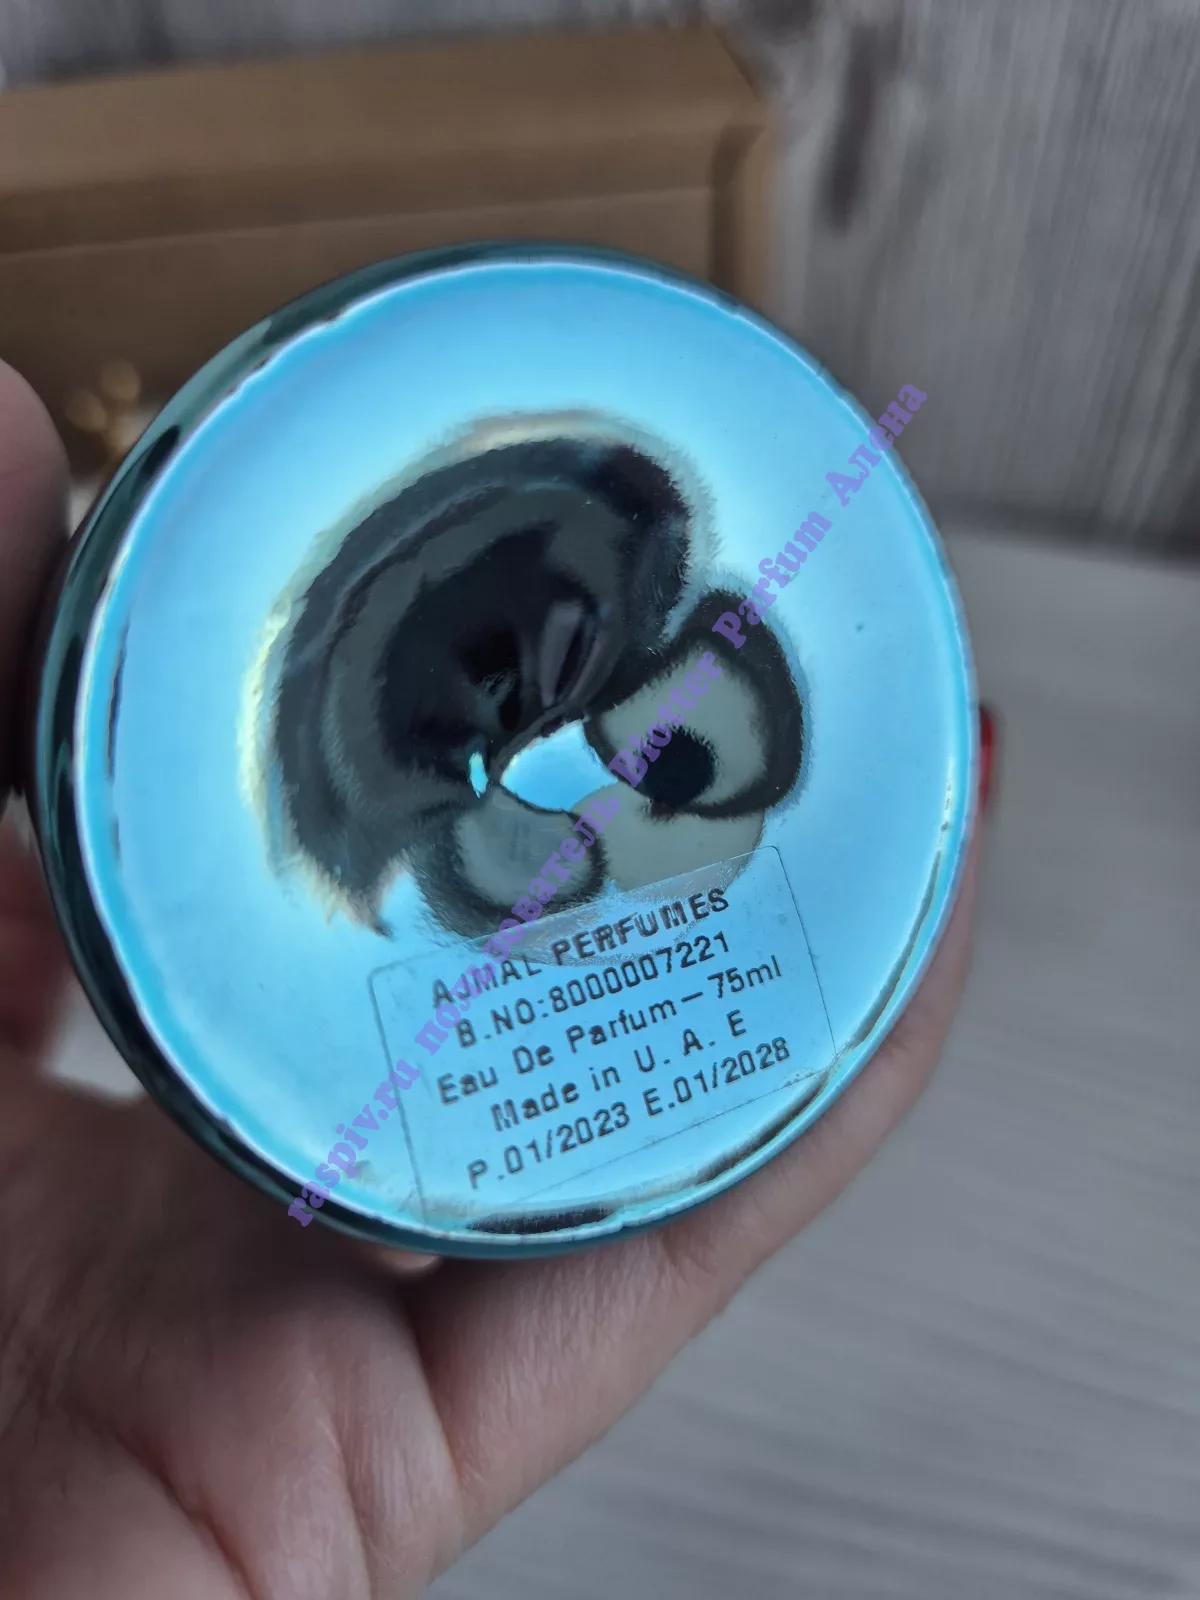 AJMAL PERFUMES
B.NO:8000007221
Eau De Parfum-75ml
Made in U. A. E
P.01/2023 E.01/2028
raspiv.ru пользователь Blotter Parfum Алена